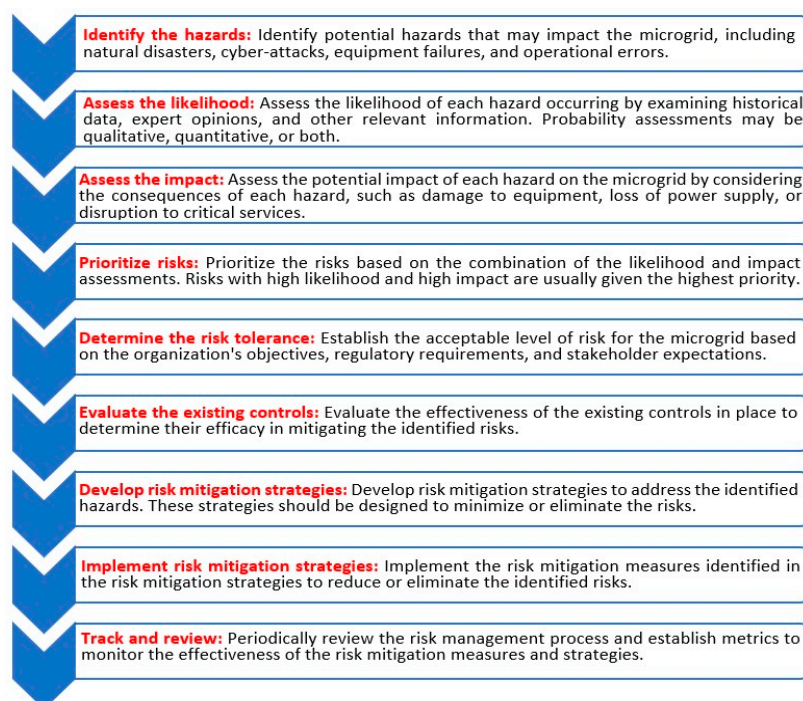 Identify the hazards: Identify potential hazards that may impact the microgrid, including
natural disasters, cyber-attacks, equipment failures, and operational errors.
Assess the likelihood: Assess the likelihood of each hazard occurring by examining historical
data, expert opinions, and other relevant information. Probability assessments may be
qualitative, quantitative, or both.
Assess the impact: Assess the potential impact of each hazard on the microgrid by considering
the consequences of each hazard, such as damage to equipment, loss of power supply, or
disruption to critical services.
Prioritize risks: Prioritize the risks based on the combination of the likelihood and impact
assessments. Risks with high likelihood and high impact are usually given the highest priority.
Determine the risk tolerance: Establish the acceptable level of risk for the microgrid based
on the organization's objectives, regulatory requirements, and stakeholder expectations.
Evaluate the existing controls: Evaluate the effectiveness of the existing controls in place to
determine their efficacy in mitigating the identified risks.
Develop risk mitigation strategies: Develop risk mitigation strategies to address the identified
hazards. These strategies should be designed to minimize or eliminate the risks.
Implement risk mitigation strategies: Implement the risk mitigation measures identified in
the risk mitigation strategies to reduce or eliminate the identified risks.
Track and review: Periodically review the risk management process and establish metrics to
monitor the effectiveness of the risk mitigation measures and strategies.